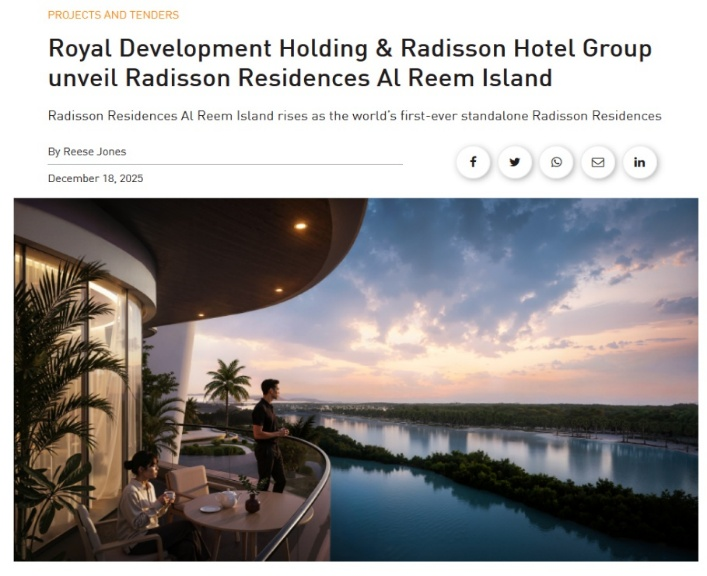 PROJECTS AND TENDERS
Royal Development Holding & Radisson Hotel Group
unveil Radisson Residences Al Reem Island
Radisson Residences Al Reem Island rises as the world's first-ever standalone Radisson Residences
By Reese Jones
December 18, 2025